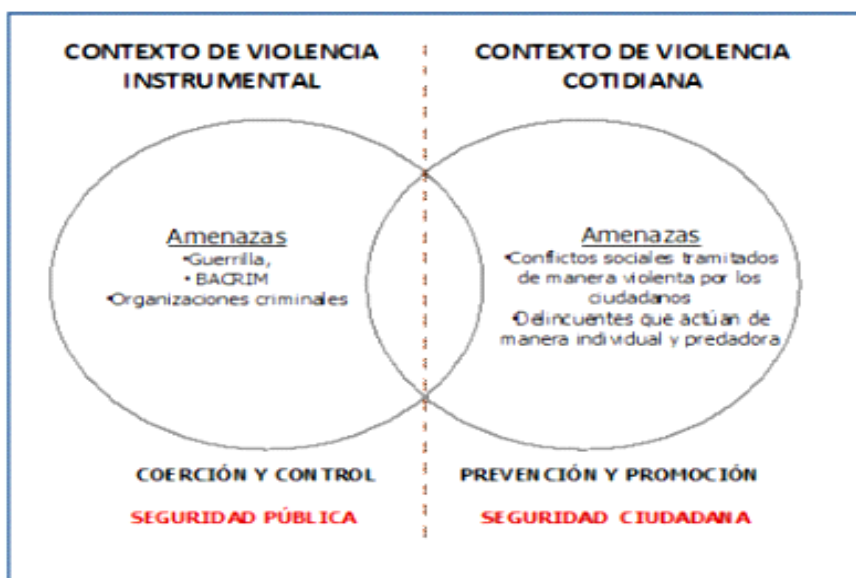 CONTEXTO DE VIOLENCIA
INSTRUMENTAL
CONTEXTO DE VIOLENCIA
COTIDIANA
Amenazas
•Guerrilla,
• BACRIM
•Organizaciones criminales
Amenazas
•Conflictos sociales tramitados
de manera violenta por los
ciudadanos
•Delincuentes que actúan de
manera individual y predadora
COERCIÓN Y CONTROL
PREVENCIÓN Y PROMOCIÓN
SEGURIDAD PÚBLICA
SEGURIDAD CIUDADANA